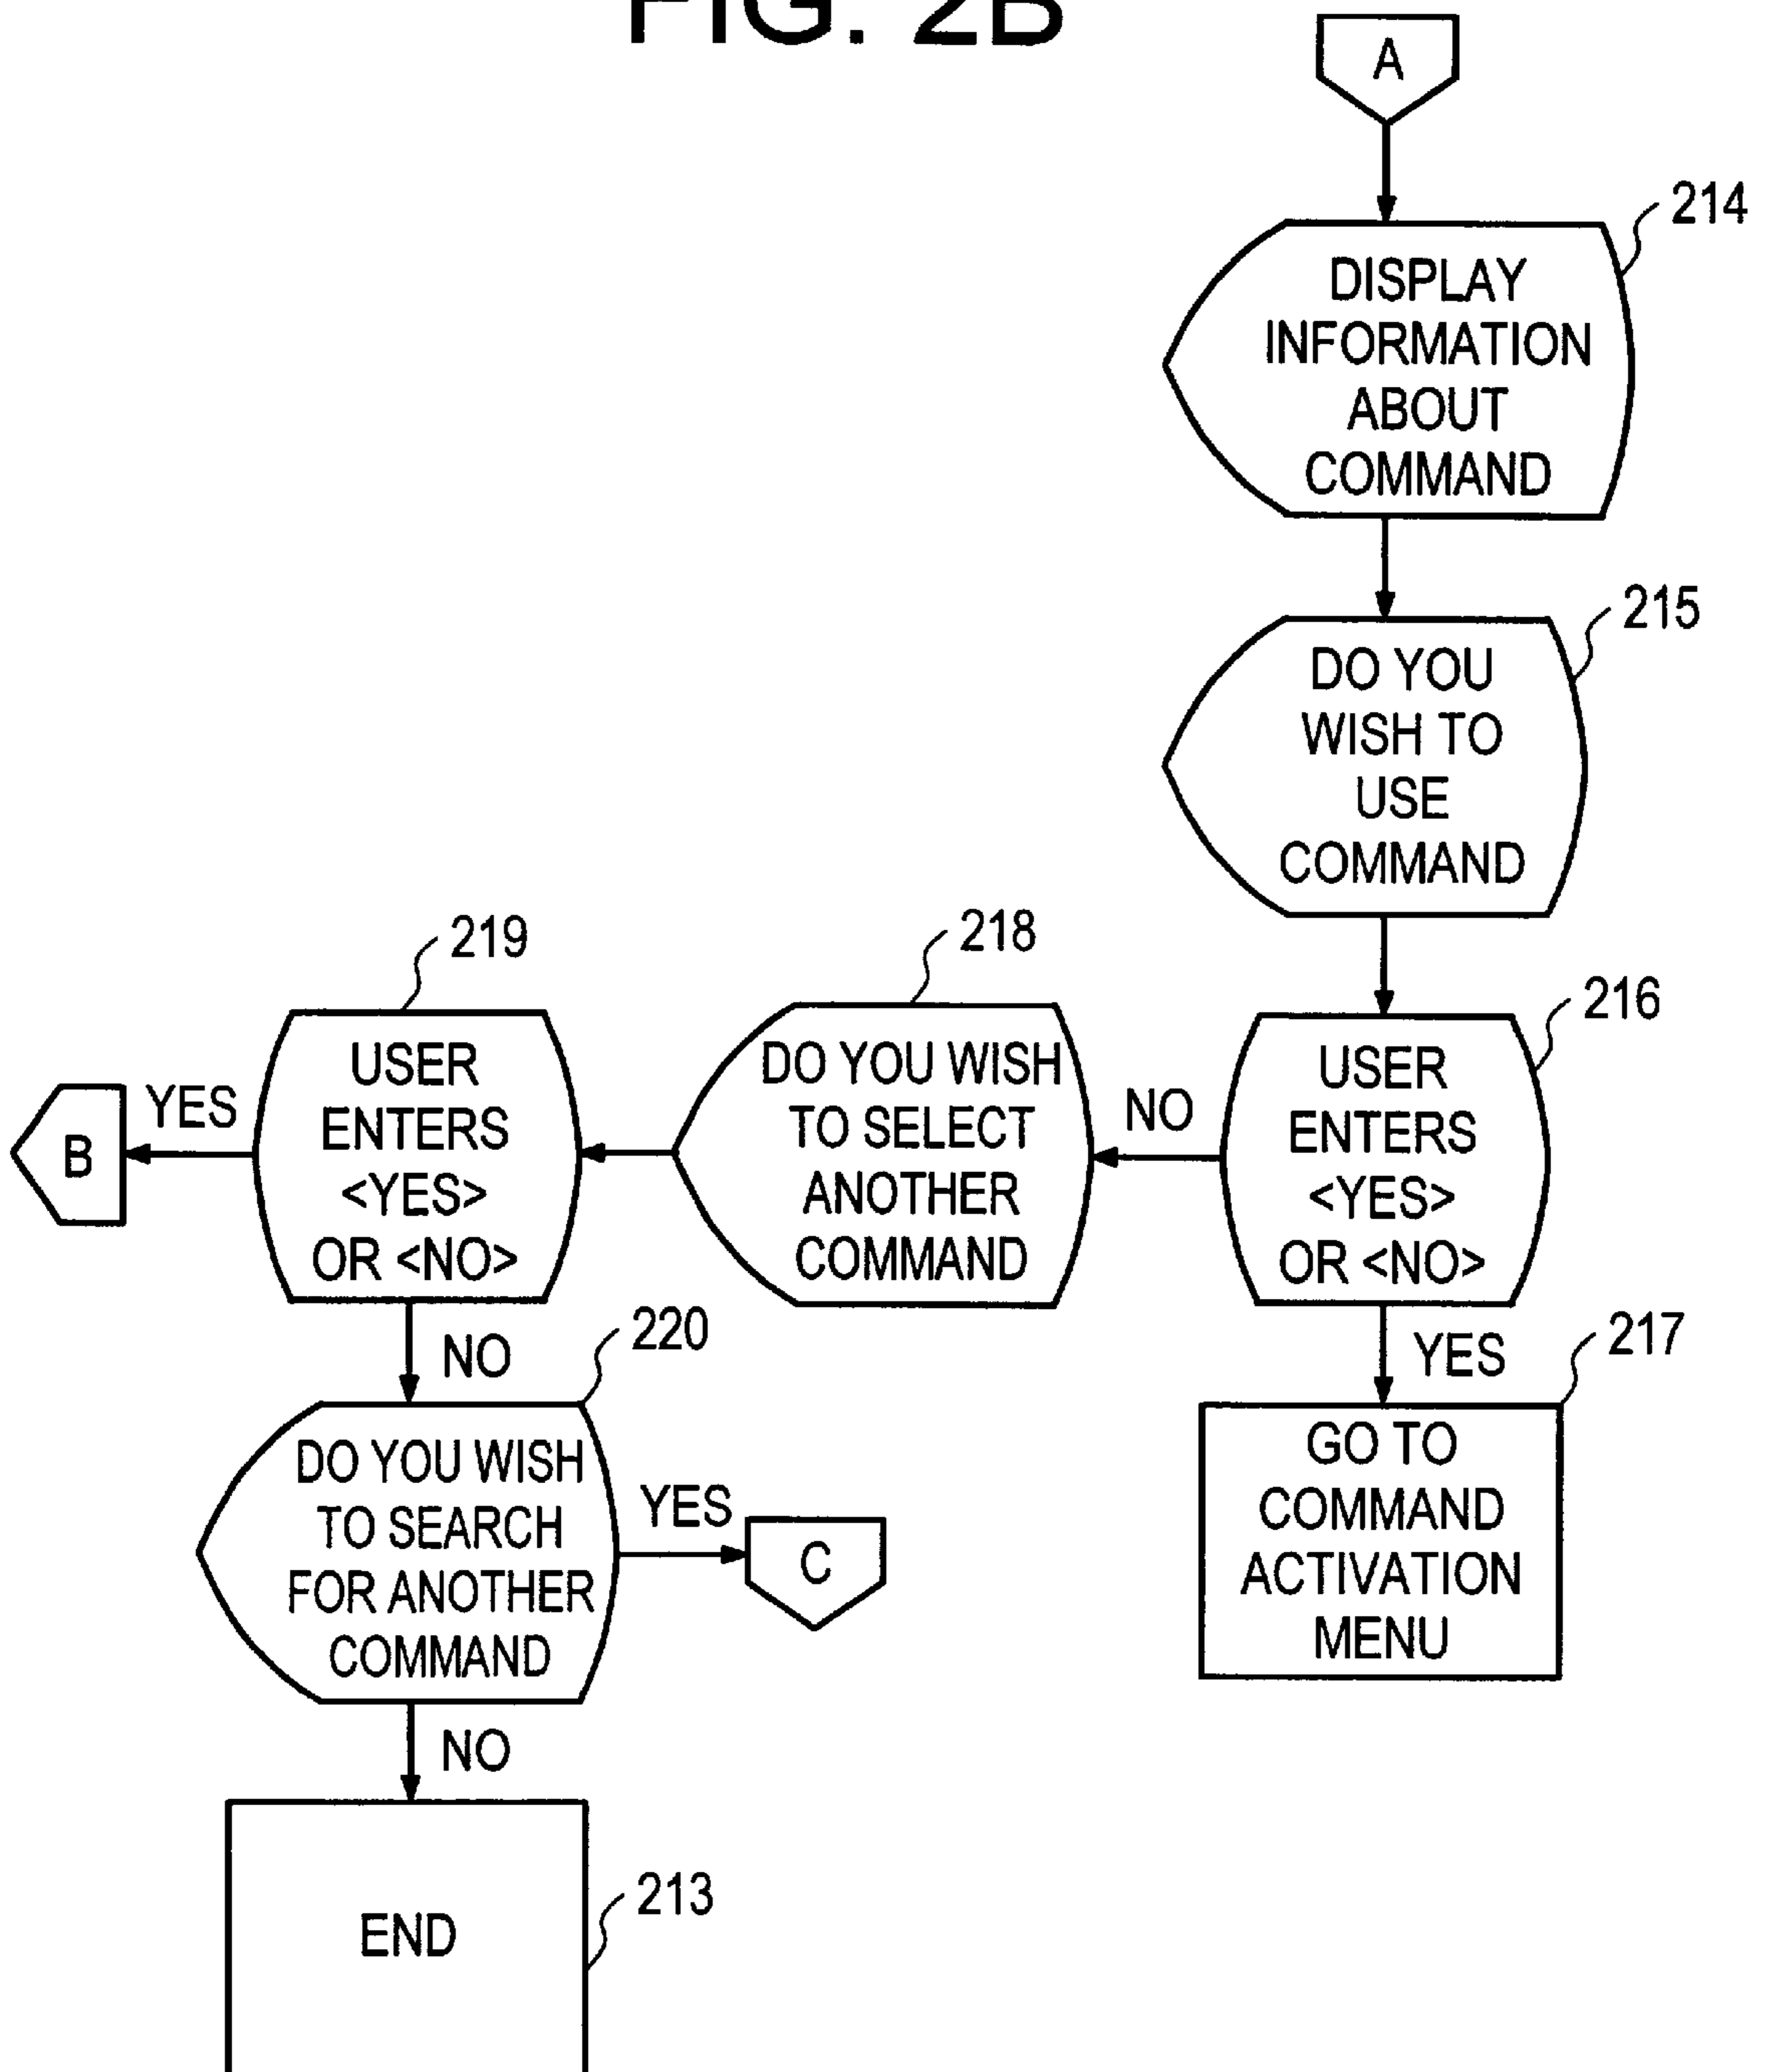 FIG. 2B
A
214
DISPLAY
INFORMATION
ABOUT
COMMAND
215
DO YOU
WISH TO
USE
COMMAND
216
USER
ENTERS
<YES>
OR <NO>
NO
218
DO YOU WISH
TO SELECT
ANOTHER
COMMAND
219
USER
ENTERS
<YES>
OR <NO>
YES
B
YES
217
GO TO
COMMAND
ACTIVATION
MENU
NO
220
DO YOU WISH
TO SEARCH
FOR ANOTHER
COMMAND
YES
C
NO
213
END